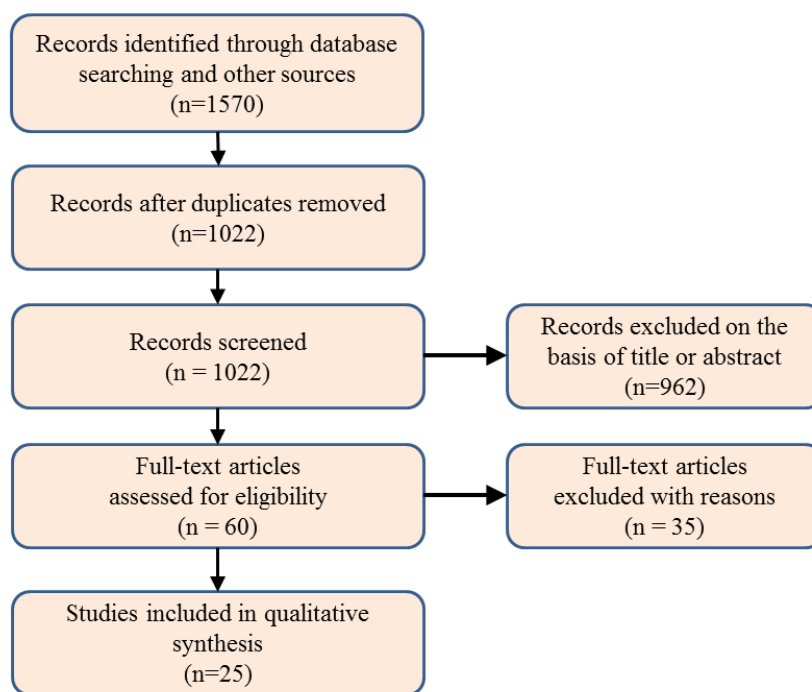 Records identified through database
searching and other sources
(n=1570)
Records after duplicates removed
(n=1022)
Records screened
(n = 1022)
Records excluded on the
basis of title or abstract
(n=962)
Full-text articles
assessed for eligibility
(n = 60)
Full-text articles
excluded with reasons
(n = 35)
Studies included in qualitative
synthesis
(n=25)